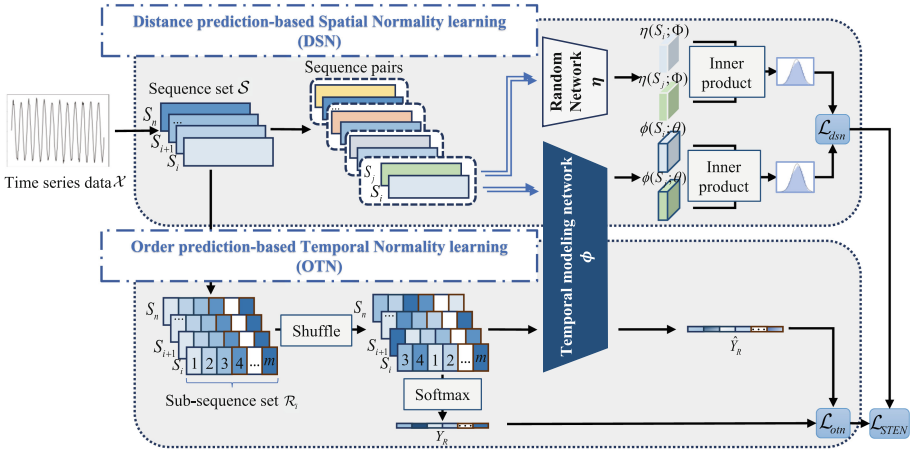 Distance prediction-based Spatial Normality learning
(DSN)
Sequence set 𝒮
S_n
...
S_{i+1}
S_i
Time series data 𝒳
Sequence pairs
S_j
S_i
Random
Network
η
η(S_i;Φ)
η(S_j;Φ)
ϕ(S_i;θ)
ϕ(S_j;θ)
Inner
product
Inner
product
ℒ_dsn
Temporal modeling network
ϕ
Order prediction-based Temporal Normality learning
(OTN)
S_n
...
S_{i+1}
S_i
1 2 3 4 ... m
Sub-sequence set ℛ_i
Shuffle
S_n
...
S_{i+1}
S_i
3 4 1 2 ... m
Softmax
Y_R
Ŷ_R
ℒ_otn
ℒ_STEN